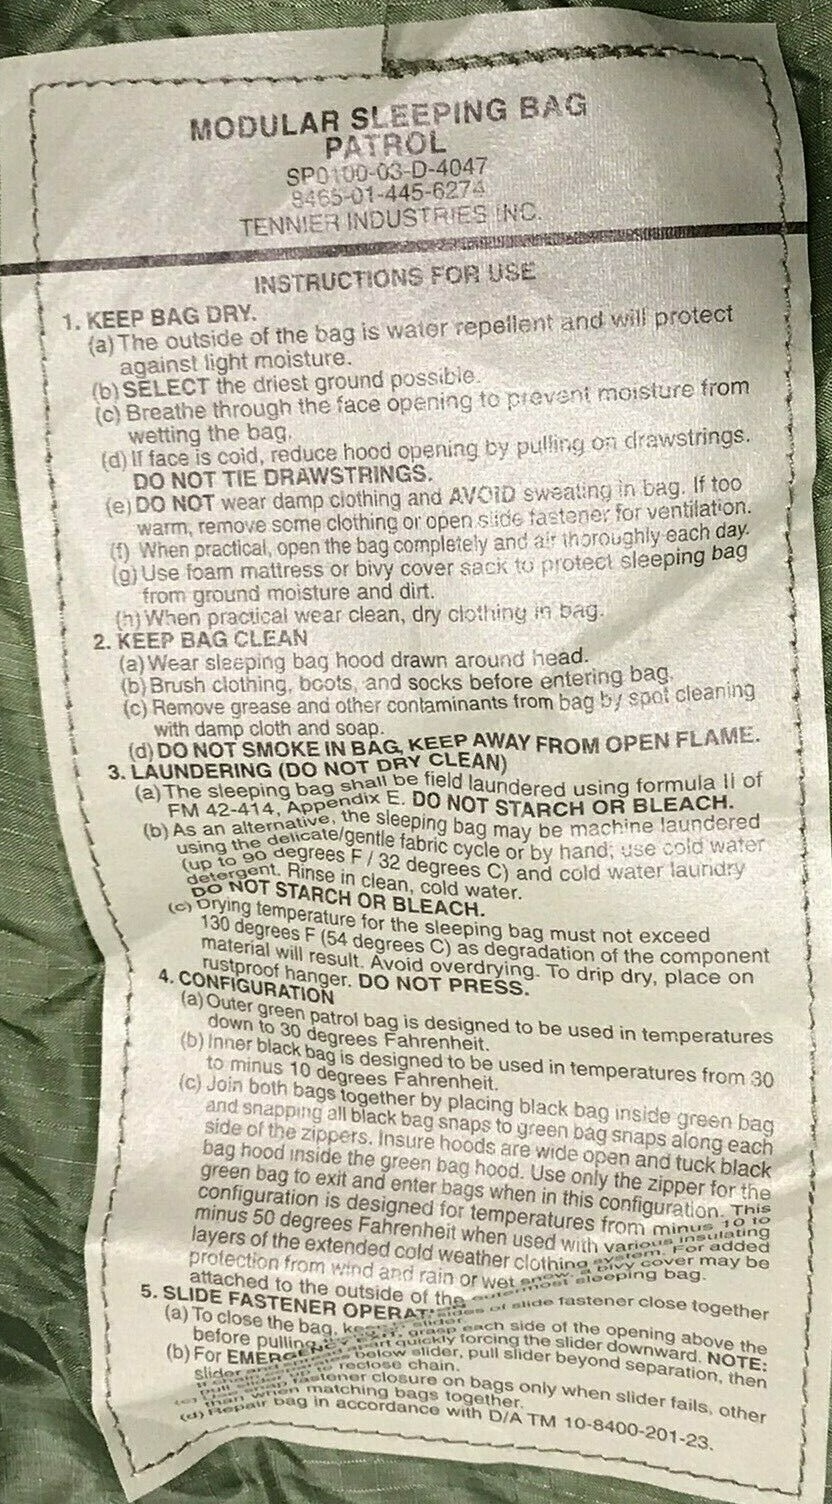 MODULAR SLEEPING BAG
PATROL
SP0100-03-D-4047
8465-01-445-6274
TENNIER INDUSTRIES INC.
INSTRUCTIONS FOR USE
1. KEEP BAG DRY.
(a) The outside of the bag is water repellent and will protect
against light moisture.
(b) SELECT the driest ground possible.
(c) Breathe through the face opening to prevent moisture from
wetting the bag.
(d) If face is cold, reduce hood opening by pulling on drawstrings.
DO NOT TIE DRAWSTRINGS.
(e) DO NOT wear damp clothing and AVOID sweating in bag. If too
warm, remove some clothing or open slide fastener for ventilation.
(f) When practical, open the bag completely and air thoroughly each day.
(g) Use foam mattress or bivy cover sack to protect sleeping bag
from ground moisture and dirt.
(h) When practical wear clean, dry clothing in bag.
2. KEEP BAG CLEAN
(a) Wear sleeping bag hood drawn around head.
(b) Brush clothing, boots, and socks before entering bag.
(c) Remove grease and other contaminants from bag by spot cleaning
with damp cloth and soap.
(d) DO NOT SMOKE IN BAG, KEEP AWAY FROM OPEN FLAME.
3. LAUNDERING (DO NOT DRY CLEAN)
(a) The sleeping bag shall be field laundered using formula II of
FM 42-414, Appendix E. DO NOT STARCH OR BLEACH.
(b) As an alternative, the sleeping bag may be machine laundered
using the delicate/gentle fabric cycle or by hand; use cold water
(up to 90 degrees F / 32 degrees C) and cold water laundry
detergent. Rinse in clean, cold water.
DO NOT STARCH OR BLEACH.
(c) Drying temperature for the sleeping bag must not exceed
130 degrees F (54 degrees C) as degradation of the component
material will result. Avoid overdrying. To drip dry, place on
rustproof hanger. DO NOT PRESS.
4. CONFIGURATION
(a) Outer green patrol bag is designed to be used in temperatures
down to 30 degrees Fahrenheit.
(b) Inner black bag is designed to be used in temperatures from 30
to minus 10 degrees Fahrenheit.
(c) Join both bags together by placing black bag inside green bag
and snapping all black bag snaps to green bag snaps along each
side of the zippers. Insure hoods are wide open and tuck black
bag hood inside the green bag hood. Use only the zipper for the
green bag to exit and enter bags when in this configuration. This
configuration is designed for temperatures from minus 10 to
minus 50 degrees Fahrenheit when used with various insulating
layers of the extended cold weather clothing system. For added
protection from wind and rain or wet snow a bivy cover may be
attached to the outside of the outermost sleeping bag.
5. SLIDE FASTENER
(a) To close the bag, sides of slide fastener close together
before pulling slider.
(b) For EMERGENCY EXIT, grasp each side of the opening above the
slider and apart quickly forcing the slider downward. NOTE:
below slider, pull slider beyond separation, then
to reclose chain.
fastener closure on bags only when slider fails, other
than when matching bags together.
(d) Repair bag in accordance with D/A TM 10-8400-201-23.